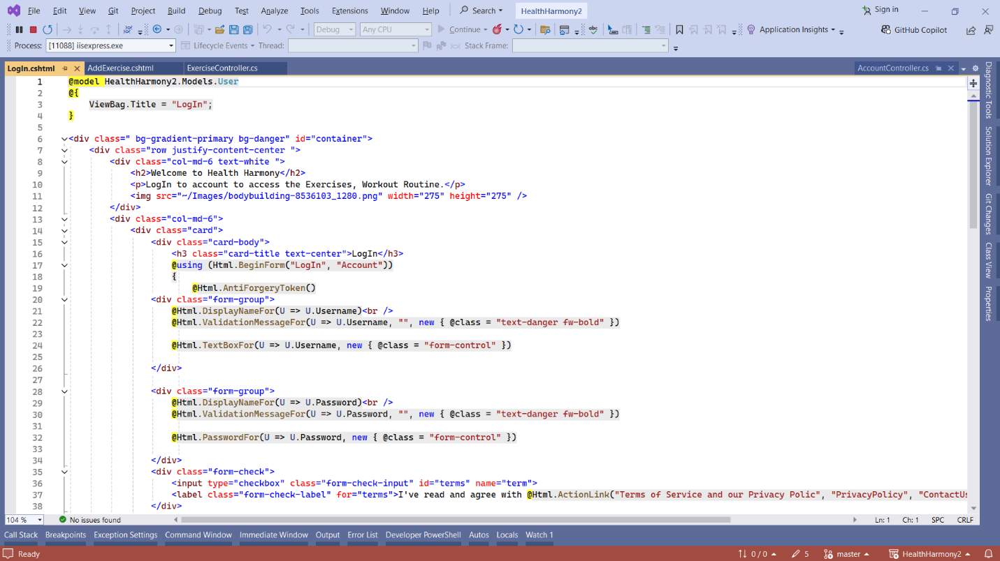 File Edit View Git Project Build Debug Test Analyze Tools Extensions Window Help Search HealthHarmony2 Sign in
Debug Any CPU Continue abc Application Insights GitHub Copilot
Process: [11088] iisexpress.exe Lifecycle Events Thread: Stack Frame:
LogIn.cshtml AddExercise.cshtml ExerciseController.cs AccountController.cs
1 @model HealthHarmony2.Models.User
2 @{
3 ViewBag.Title = "LogIn";
4 }
5
6 <div class=" bg-gradient-primary bg-danger" id="container">
7 <div class="row justify-content-center ">
8 <div class="col-md-6 text-white ">
9 <h2>Welcome to Health Harmony</h2>
10 <p>LogIn to account to access the Exercises, Workout Routine.</p>
11 <img src="~/Images/bodybuilding-8536103_1280.png" width="275" height="275" />
12 </div>
13 <div class="col-md-6">
14 <div class="card">
15 <div class="card-body">
16 <h3 class="card-title text-center">LogIn</h3>
17 @using (Html.BeginForm("LogIn", "Account"))
18 {
19 @Html.AntiForgeryToken()
20 <div class="form-group">
21 @Html.DisplayNameFor(U => U.Username)<br />
22 @Html.ValidationMessageFor(U => U.Username, "", new { @class = "text-danger fw-bold" })
23
24 @Html.TextBoxFor(U => U.Username, new { @class = "form-control" })
25
26 </div>
27
28 <div class="form-group">
29 @Html.DisplayNameFor(U => U.Password)<br />
30 @Html.ValidationMessageFor(U => U.Password, "", new { @class = "text-danger fw-bold" })
31
32 @Html.PasswordFor(U => U.Password, new { @class = "form-control" })
33
34 </div>
35 <div class="form-check">
36 <input type="checkbox" class="form-check-input" id="terms" name="term">
37 <label class="form-check-label" for="terms">I've read and agree with @Html.ActionLink("Terms of Service and our Privacy Polic", "PrivacyPolicy", "ContactUs
38 </div>
Diagnostic Tools
Solution Explorer
Git Changes
Class View
Properties
104 % No issues found Ln: 1 Ch: 1 SPC CRLF
Call Stack Breakpoints Exception Settings Command Window Immediate Window Output Error List Developer PowerShell Autos Locals Watch 1
Ready 0 / 0 5 master HealthHarmony2